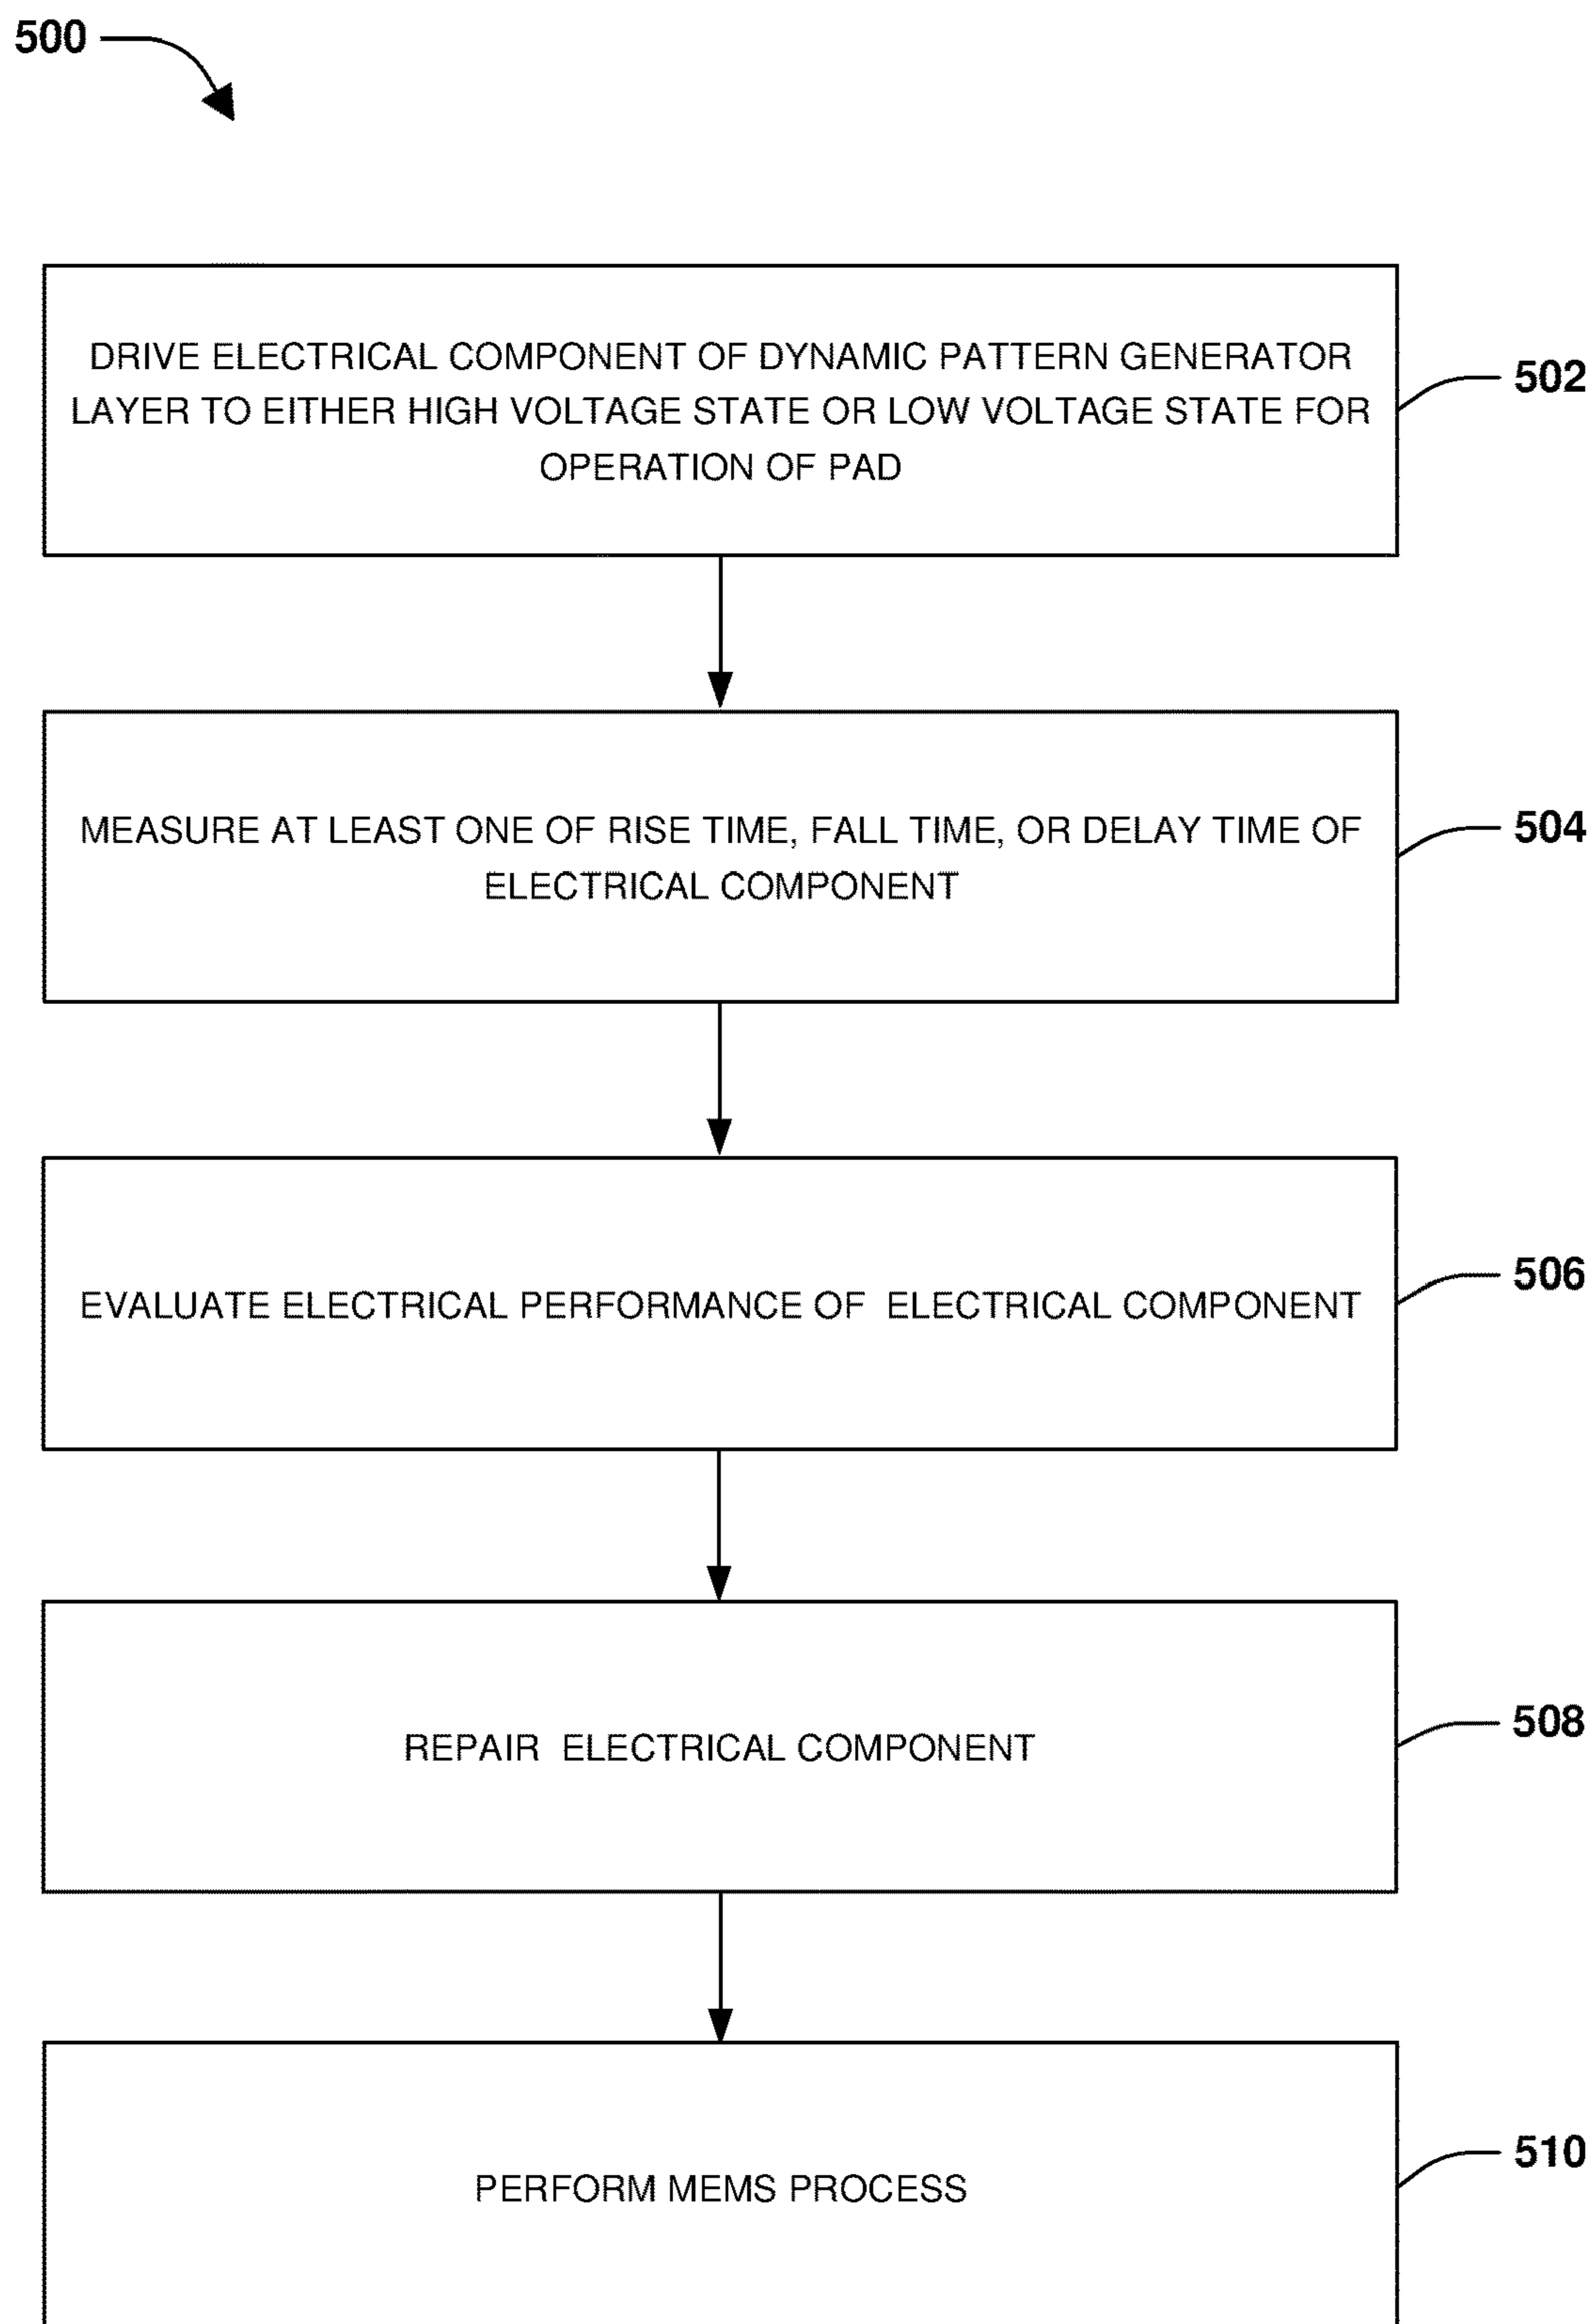 500
DRIVE ELECTRICAL COMPONENT OF DYNAMIC PATTERN GENERATOR
LAYER TO EITHER HIGH VOLTAGE STATE OR LOW VOLTAGE STATE FOR
OPERATION OF PAD
502
MEASURE AT LEAST ONE OF RISE TIME, FALL TIME, OR DELAY TIME OF
ELECTRICAL COMPONENT
504
EVALUATE ELECTRICAL PERFORMANCE OF ELECTRICAL COMPONENT
506
REPAIR ELECTRICAL COMPONENT
508
PERFORM MEMS PROCESS
510